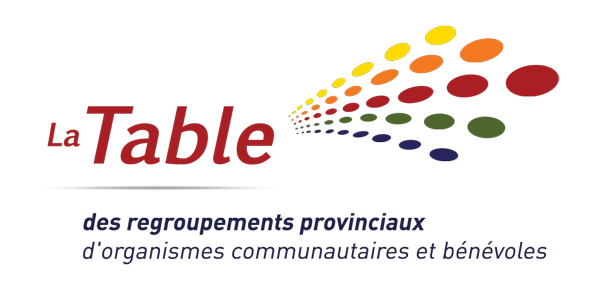 La Table
des regroupements provinciaux
d'organismes communautaires et bénévoles